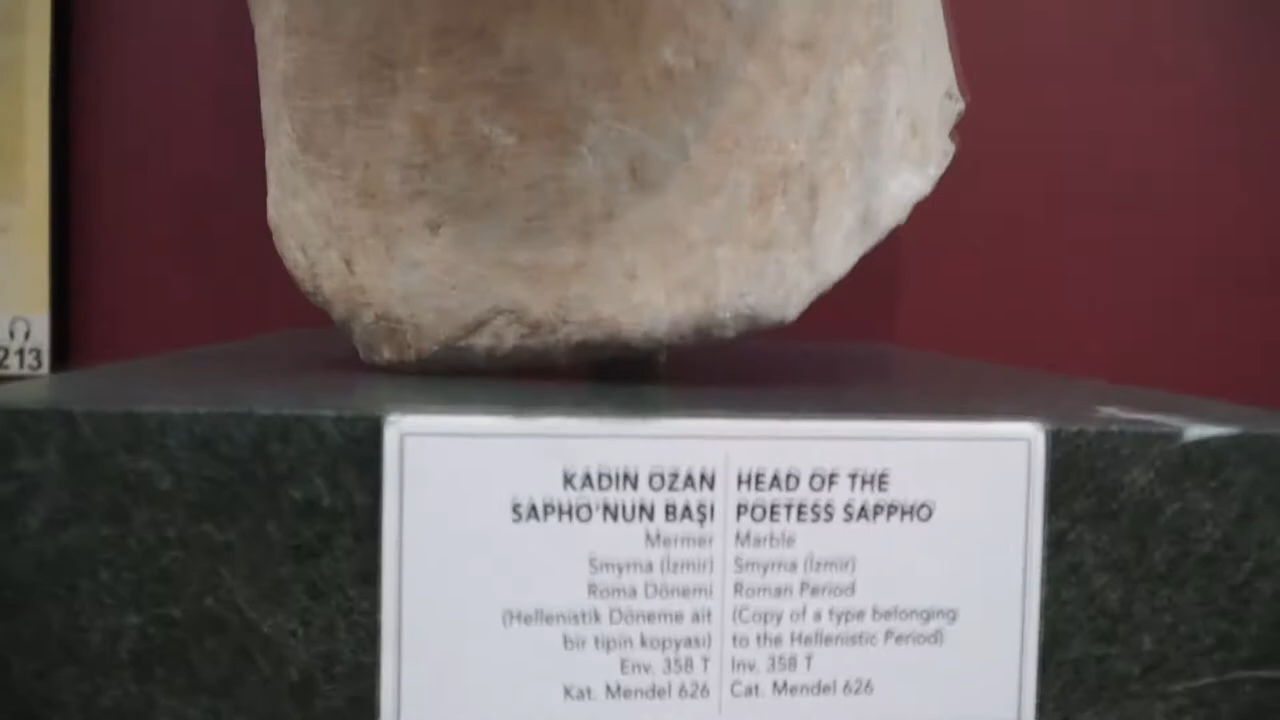 213
KADIN OZAN
SAPHO'NUN BAŞI
Mermer
Smyrna (İzmir)
Roma Dönemi
(Hellenistik Döneme ait
bir tipin kopyası)
Env. 358 T
Kat. Mendel 626
HEAD OF THE
POETESS SAPPHO
Marble
Smyrna (İzmir)
Roman Period
(Copy of a type belonging
to the Hellenistic Period)
Inv. 358 T
Cat. Mendel 626